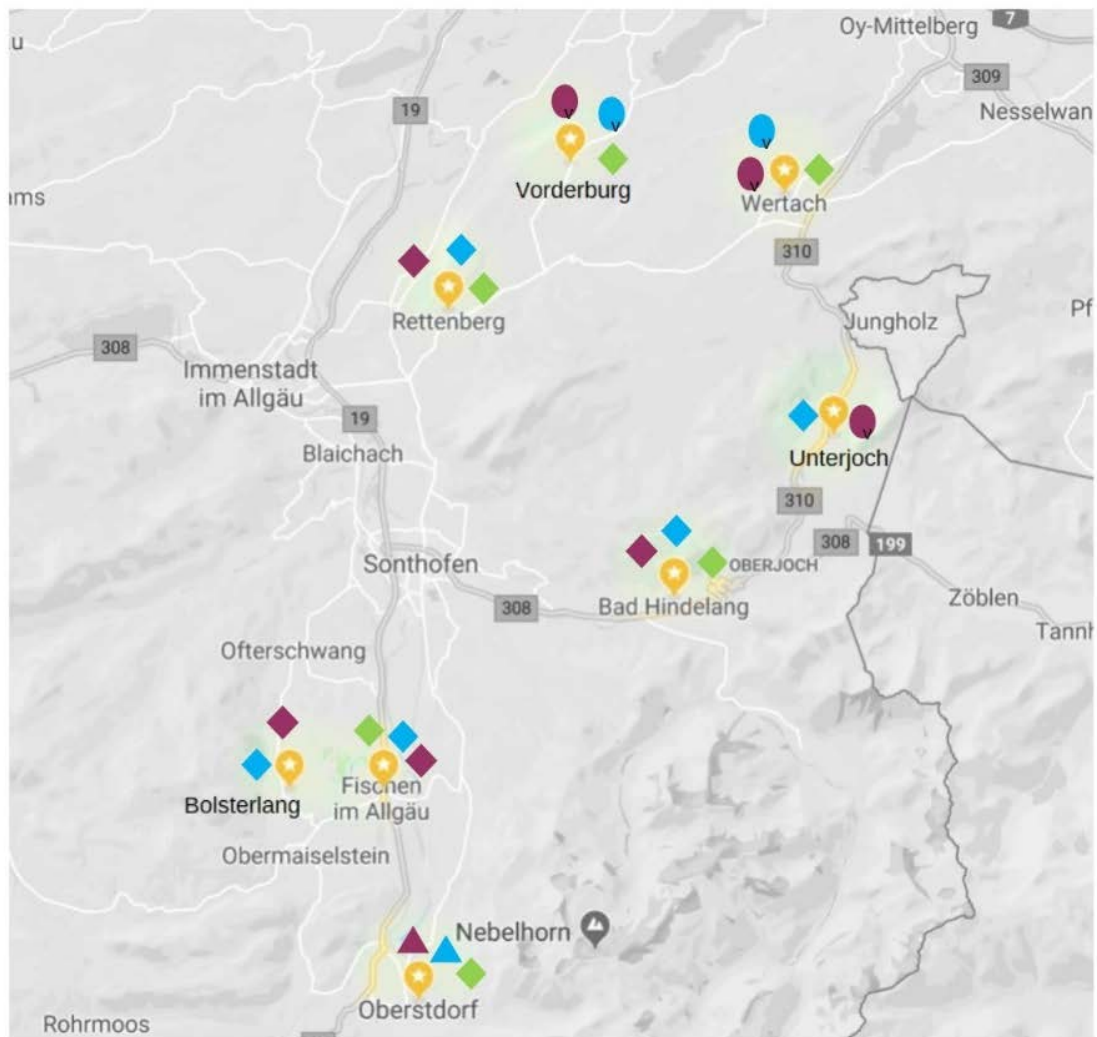 u
7
Oy-Mittelberg
309
19
Nesselwan
v
v
v
v
Vorderburg
Wertach
ams
310
Rettenberg
Jungholz
Pf
308
Immenstadt
im Allgäu
19
Blaichach
v
Unterjoch
310
308
199
Sonthofen
OBERJOCH
308
Bad Hindelang
Zöblen
Tannh
Ofterschwang
Fischen
im Allgäu
Bolsterlang
Obermaiselstein
Nebelhorn
Oberstdorf
Rohrmoos